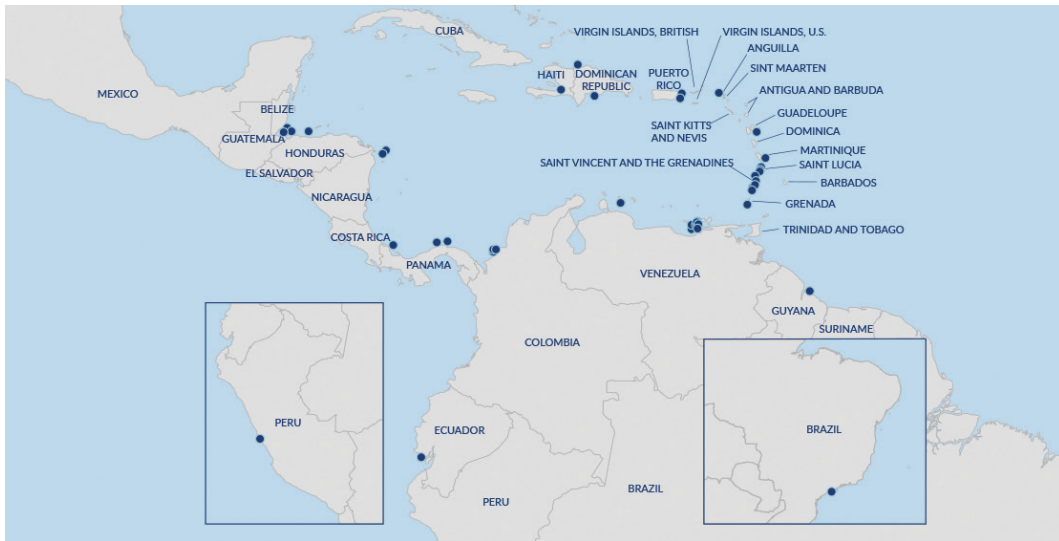 CUBA
VIRGIN ISLANDS, BRITISH
VIRGIN ISLANDS, U.S.
ANGUILLA
SINT MAARTEN
HAITI
DOMINICAN
REPUBLIC
PUERTO
RICO
MEXICO
ANTIGUA AND BARBUDA
BELIZE
GUADELOUPE
SAINT KITTS
AND NEVIS
DOMINICA
GUATEMALA
HONDURAS
MARTINIQUE
SAINT VINCENT AND THE GRENADINES
SAINT LUCIA
EL SALVADOR
BARBADOS
NICARAGUA
GRENADA
COSTA RICA
TRINIDAD AND TOBAGO
PANAMA
VENEZUELA
GUYANA
SURINAME
COLOMBIA
PERU
ECUADOR
BRAZIL
PERU
BRAZIL